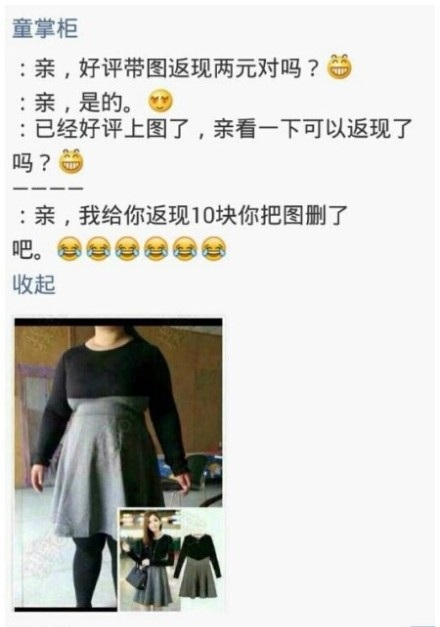 童掌柜
：亲，好评带图返现两元对吗？
：亲，是的。
：已经好评上图了，亲看一下可以返现了
吗？
————
：亲，我给你返现10块你把图删了
吧。
收起